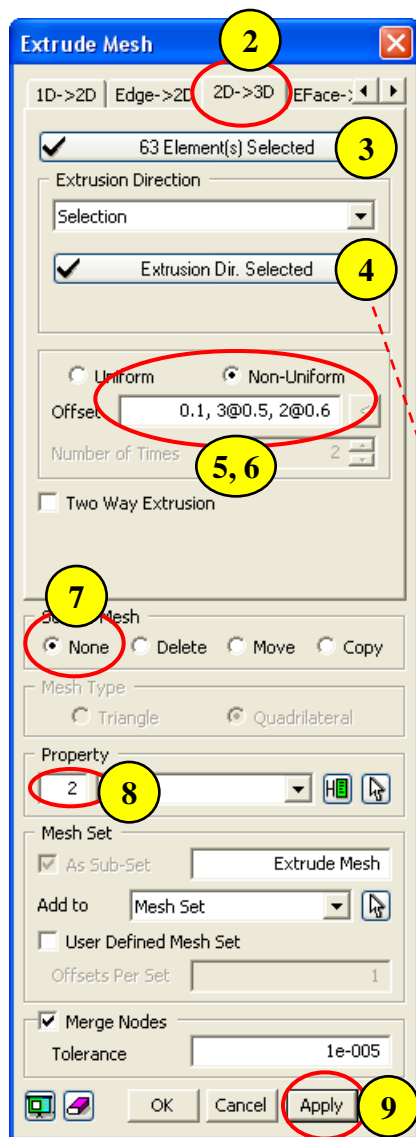 Extrude Mesh
2
1D->2D Edge->2D 2D->3D EFace->
63 Element(s) Selected
3
Extrusion Direction
Selection
Extrusion Dir. Selected
4
Uniform Non-Uniform
Offset 0.1, 3@0.5, 2@0.6 <
Number of Times 2
5, 6
Two Way Extrusion
7
Mesh
None Delete Move Copy
Mesh Type
Triangle Quadrilateral
Property
2
8
Mesh Set
As Sub-Set Extrude Mesh
Add to Mesh Set
User Defined Mesh Set
Offsets Per Set 1
Merge Nodes
Tolerance 1e-005
OK Cancel Apply 9